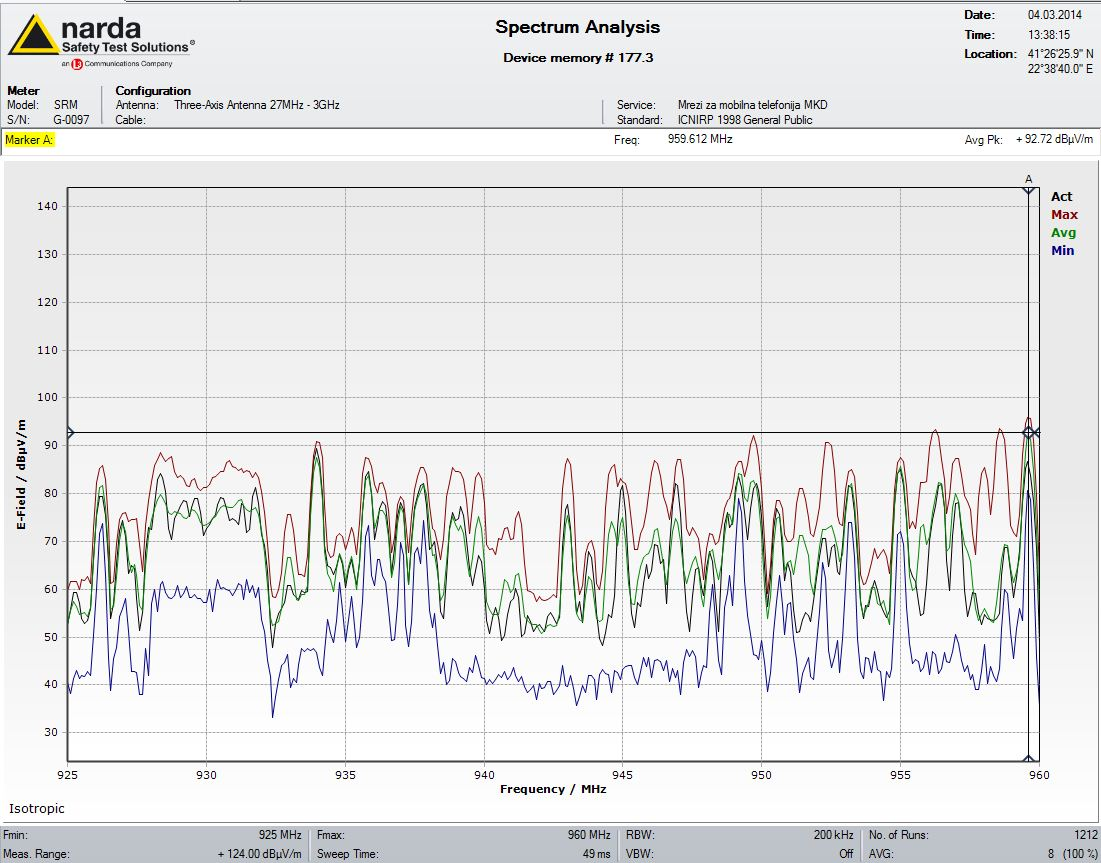 narda
Safety Test Solutions®
an L3 Communications Company
Spectrum Analysis
Device memory # 177.3
Date: 04.03.2014
Time: 13:38:15
Location: 41°26'25.9" N
22°38'40.0" E
Meter
Model: SRM
S/N: G-0097
Configuration
Antenna: Three-Axis Antenna 27MHz - 3GHz
Cable:
Service: Mrezi za mobilna telefonija MKD
Standard: ICNIRP 1998 General Public
Marker A: Freq: 959.612 MHz Avg Pk: + 92.72 dBµV/m
A
Act
Max
Avg
Min
140
130
120
110
100
90
80
70
60
50
40
30
E-Field / dBµV/m
925 930 935 940 945 950 955 960
Frequency / MHz
Isotropic
Fmin: 925 MHz Fmax: 960 MHz RBW: 200 kHz No. of Runs: 1212
Meas. Range: + 124.00 dBµV/m Sweep Time: 49 ms VBW: Off AVG: 8 (100 %)